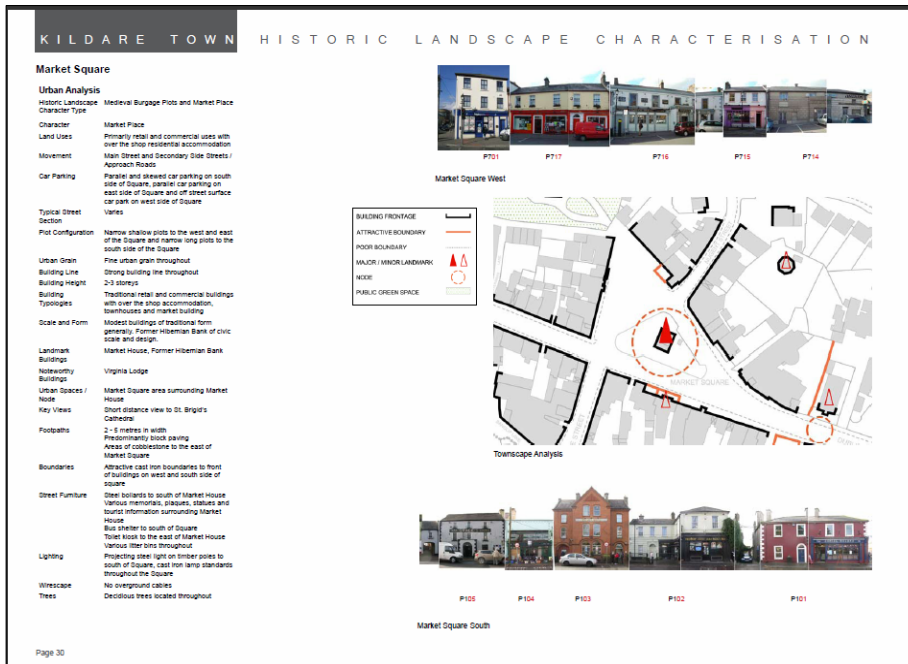 KILDARE TOWN HISTORIC LANDSCAPE CHARACTERISATION
Market Square
Urban Analysis
Historic Landscape Medieval Burgage Plots and Market Place
Character Type
Character Market Place
Land Uses Primarily retail and commercial uses with
over the shop residential accommodation
Movement Main Street and Secondary Side Streets /
Approach Roads
Car Parking Parallel and skewed car parking on south
side of Square, parallel car parking on
east side of Square and off street surface
car park on west side of Square
Typical Street Varies
Section
Plot Configuration Narrow shallow plots to the west and east
of the Square and narrow long plots to the
south side of the Square
Urban Grain Fine urban grain throughout
Building Line Strong building line throughout
Building Height 2-3 storeys
Building Traditional retail and commercial buildings
Typologies with over the shop accommodation,
townhouses and market building
Scale and Form Modest buildings of traditional form
generally. Former Hibernian Bank of civic
scale and design.
Landmark Market House, Former Hibernian Bank
Buildings
Noteworthy Virginia Lodge
Buildings
Urban Spaces / Market Square area surrounding Market
Node House
Key Views Short distance view to St. Brigid's
Cathedral
Footpaths 2 - 5 metres in width
Predominantly block paving
Areas of cobblestone to the east of
Market Square
Boundaries Attractive cast iron boundaries to front
of buildings on west and south side of
square
Street Furniture Steel bollards to south of Market House
Various memorials, plaques, statues and
tourist information surrounding Market
House
Bus shelter to south of Square
Toilet kiosk to the east of Market House
Various litter bins throughout
Lighting Projecting steel light on timber poles to
south of Square, cast iron lamp standards
throughout the Square
Wirescape No overground cables
Trees Decidious trees located throughout
P701 P717 P716 P715 P714
Market Square West
BUILDING FRONTAGE
ATTRACTIVE BOUNDARY
POOR BOUNDARY
MAJOR / MINOR LANDMARK
NODE
PUBLIC GREEN SPACE
MARKET SQUARE
Townscape Analysis
P105 P104 P103 P102 P101
Market Square South
Page 30